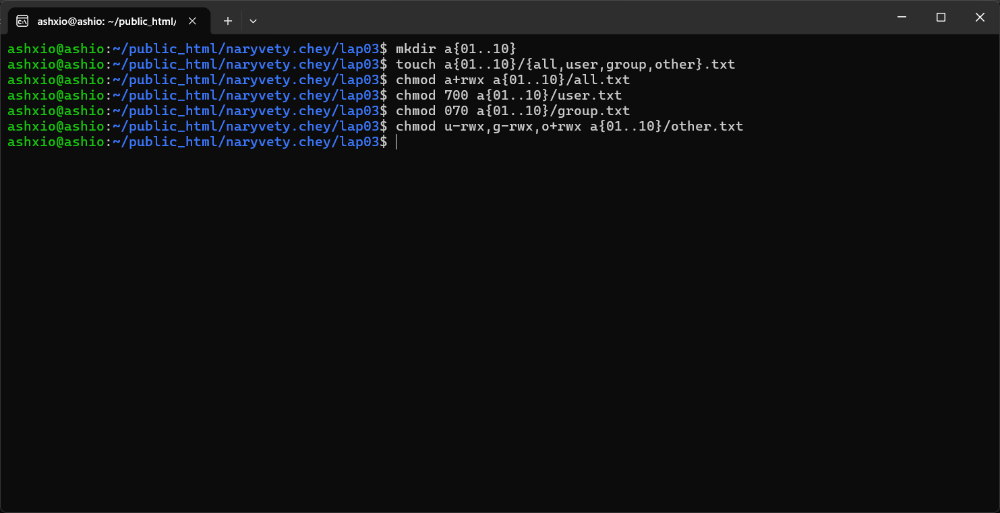 ashxio@ashio: ~/public_html/
ashxio@ashio:~/public_html/naryvety.chey/lap03$ mkdir a{01..10}
ashxio@ashio:~/public_html/naryvety.chey/lap03$ touch a{01..10}/{all,user,group,other}.txt
ashxio@ashio:~/public_html/naryvety.chey/lap03$ chmod a+rwx a{01..10}/all.txt
ashxio@ashio:~/public_html/naryvety.chey/lap03$ chmod 700 a{01..10}/user.txt
ashxio@ashio:~/public_html/naryvety.chey/lap03$ chmod 070 a{01..10}/group.txt
ashxio@ashio:~/public_html/naryvety.chey/lap03$ chmod u-rwx,g-rwx,o+rwx a{01..10}/other.txt
ashxio@ashio:~/public_html/naryvety.chey/lap03$